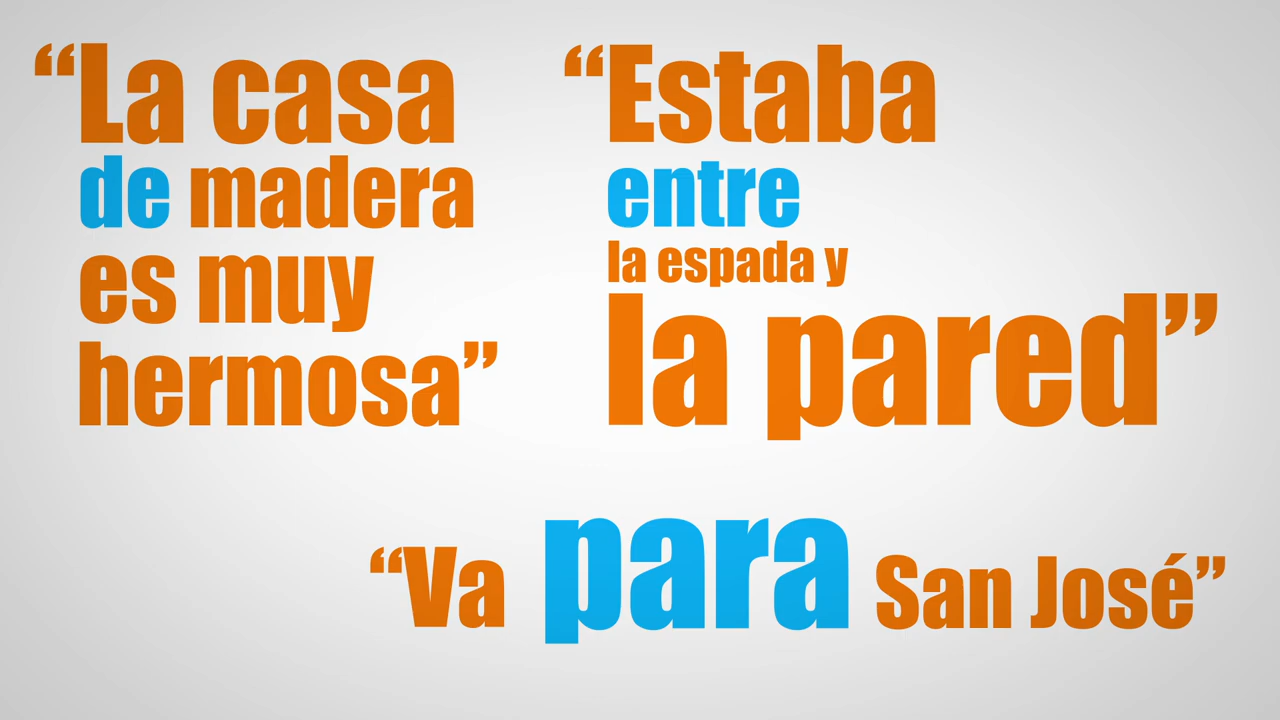 “La casa
de madera
es muy
hermosa”
“Estaba
entre
la espada y
la pared”
“Va para San José”